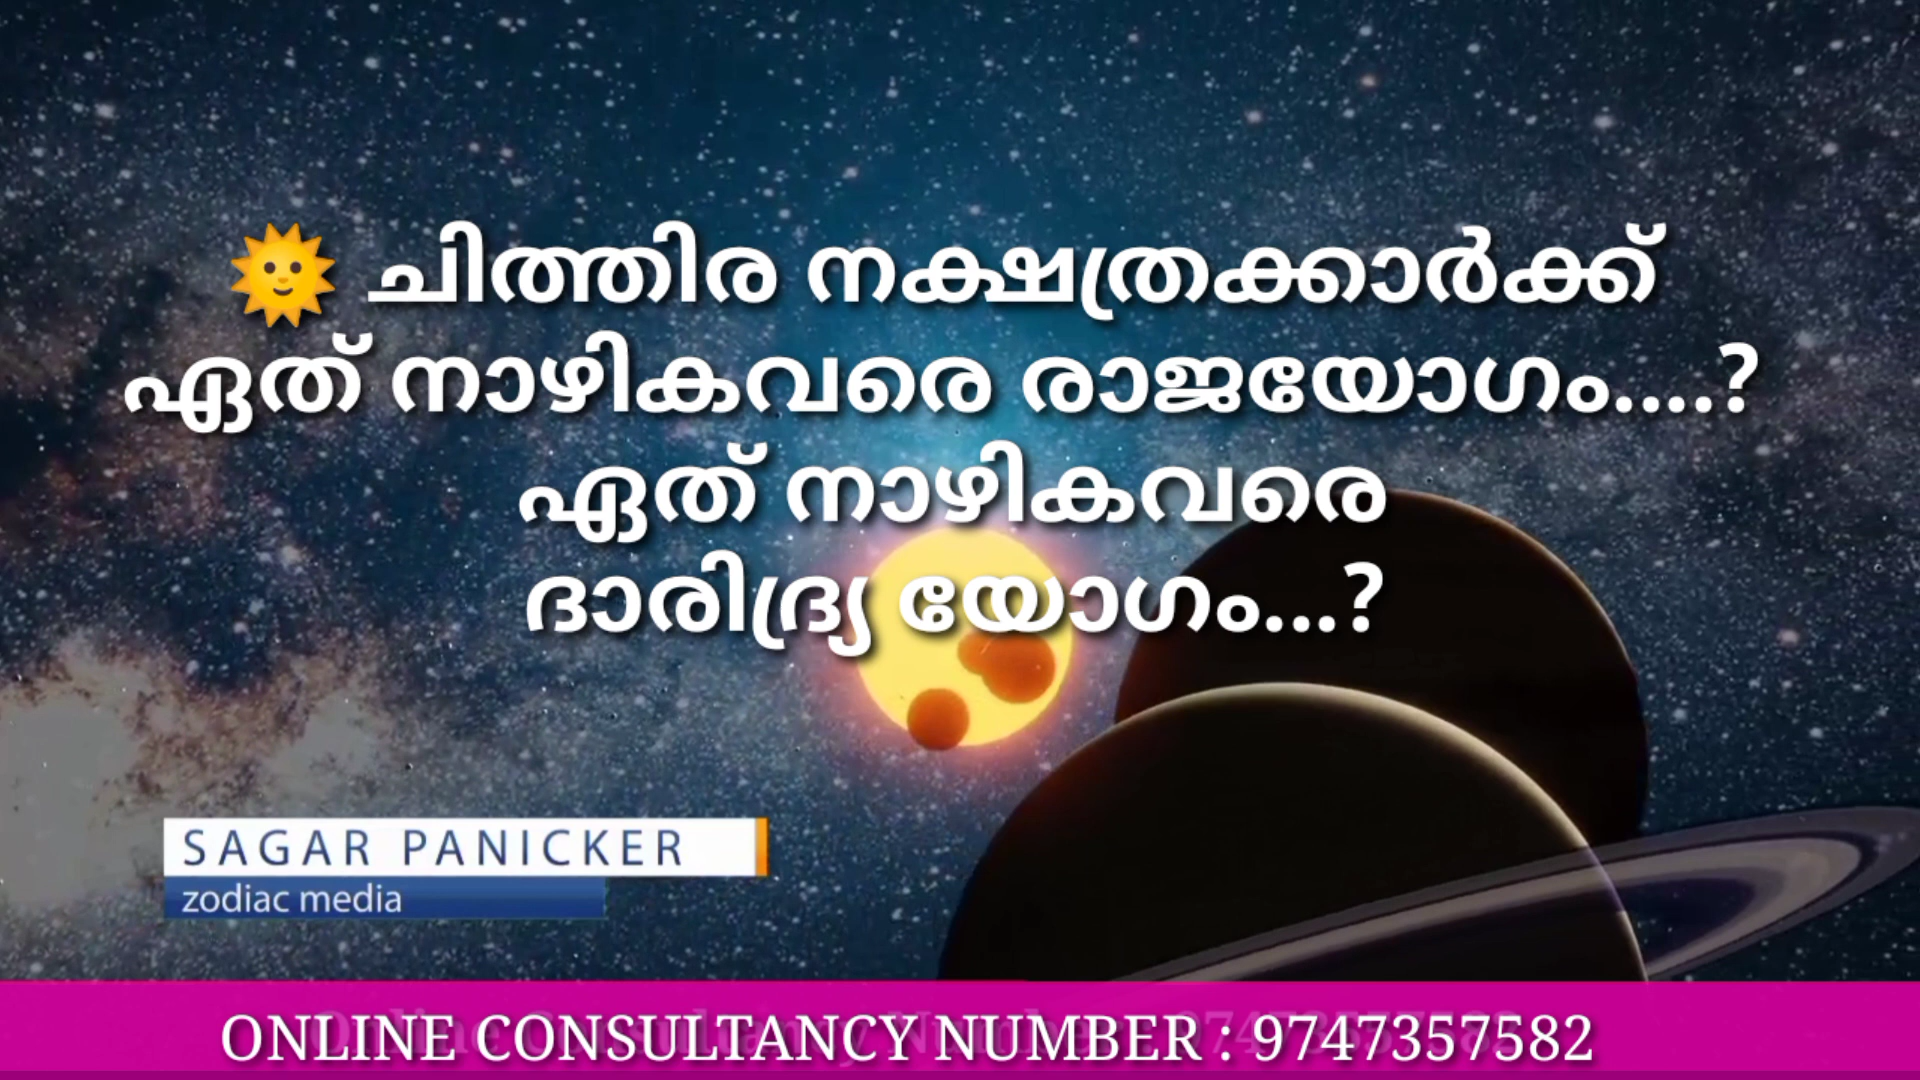 🌞 ചിത്തിര നക്ഷത്രക്കാർക്ക്
ഏത് നാഴികവരെ രാജയോഗം....?
ഏത് നാഴികവരെ
ദാരിദ്ര്യ യോഗം...?
SAGAR PANICKER
zodiac media
ONLINE CONSULTANCY NUMBER : 9747357582